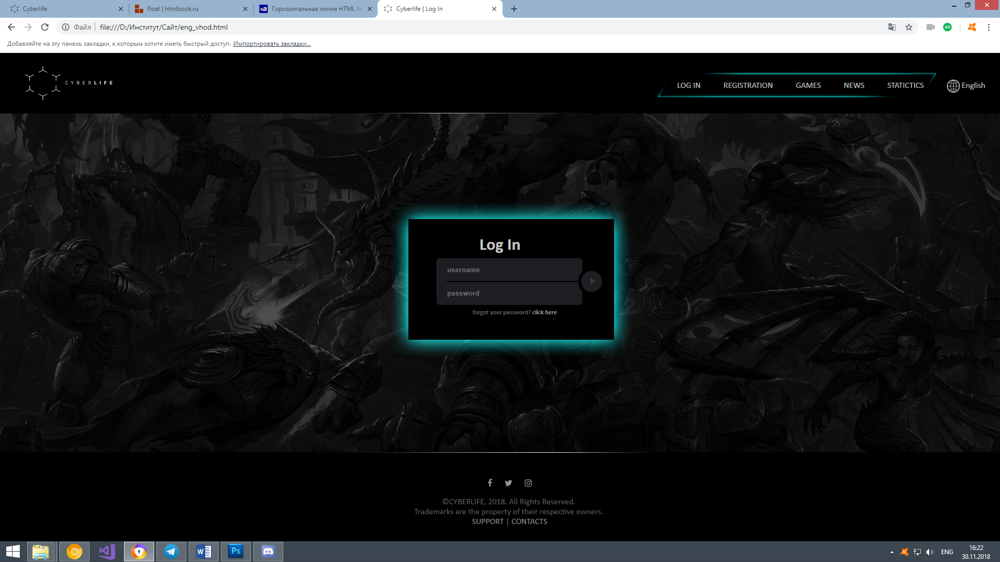 Cyberlife
float | htmlbook.ru
Горизонтальная линия HTML lin
Cyberlife | Log In
Файл
file:///D:/Институт/Сайт/eng_vhod.html
AD
Добавляйте на эту панель закладки, к которым хотите иметь быстрый доступ. Импортировать закладки...
CYBERLIFE
LOG IN
REGISTRATION
GAMES
NEWS
STATICTICS
English
Log In
username
password
forgot your password? click here
©CYBERLIFE, 2018. All Rights Reserved.
Trademarks are the property of their respective owners.
SUPPORT | CONTACTS
Ps
ENG
16:22
30.11.2018